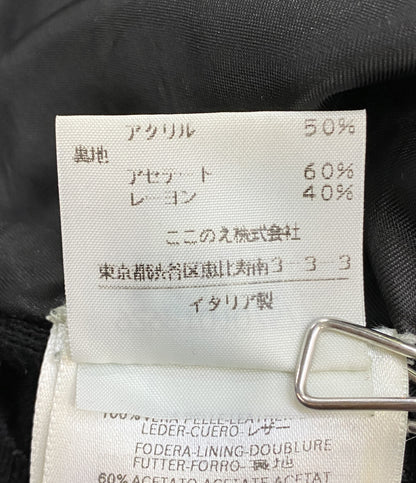 アクリル 50%
裏地
アセテート 60%
レーヨン 40%
ここのえ株式会社
東京都渋谷区恵比寿南3-3-3
イタリア製
100% VERA PELLE-LEATHER
LEDER-CUERO-レザー
FODERA-LINING-DOUBLURE
FUTTER-FORRO-裏地
60% ACETATO ACETATE ACETAT